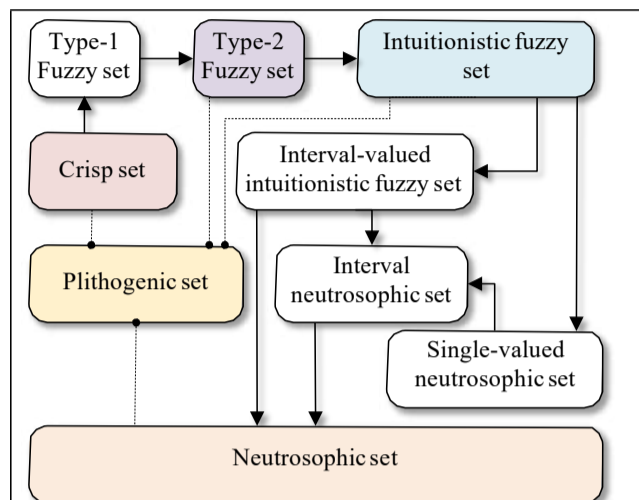 Type-1
Fuzzy set
Type-2
Fuzzy set
Intuitionistic fuzzy
set
Crisp set
Interval-valued
intuitionistic fuzzy set
Plithogenic set
Interval
neutrosophic set
Single-valued
neutrosophic set
Neutrosophic set